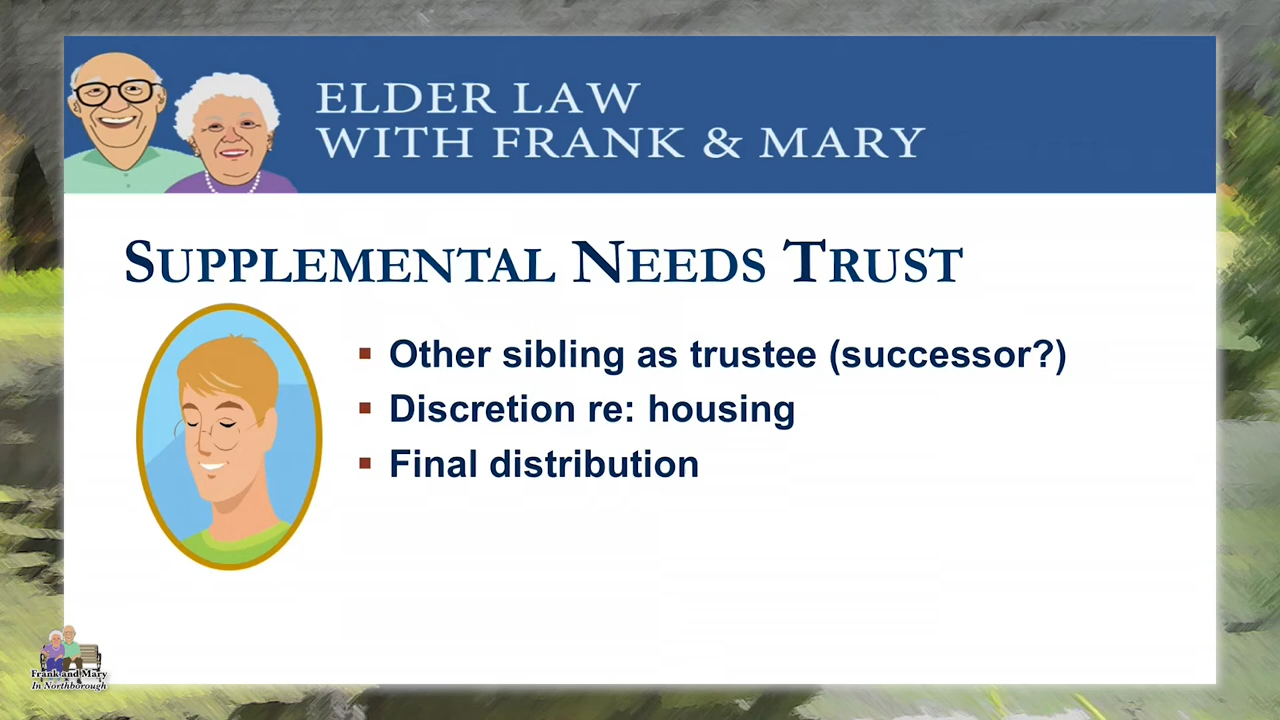 ELDER LAW
WITH FRANK & MARY
SUPPLEMENTAL NEEDS TRUST
Other sibling as trustee (successor?)
Discretion re: housing
Final distribution
Frank and Mary
In Northborough